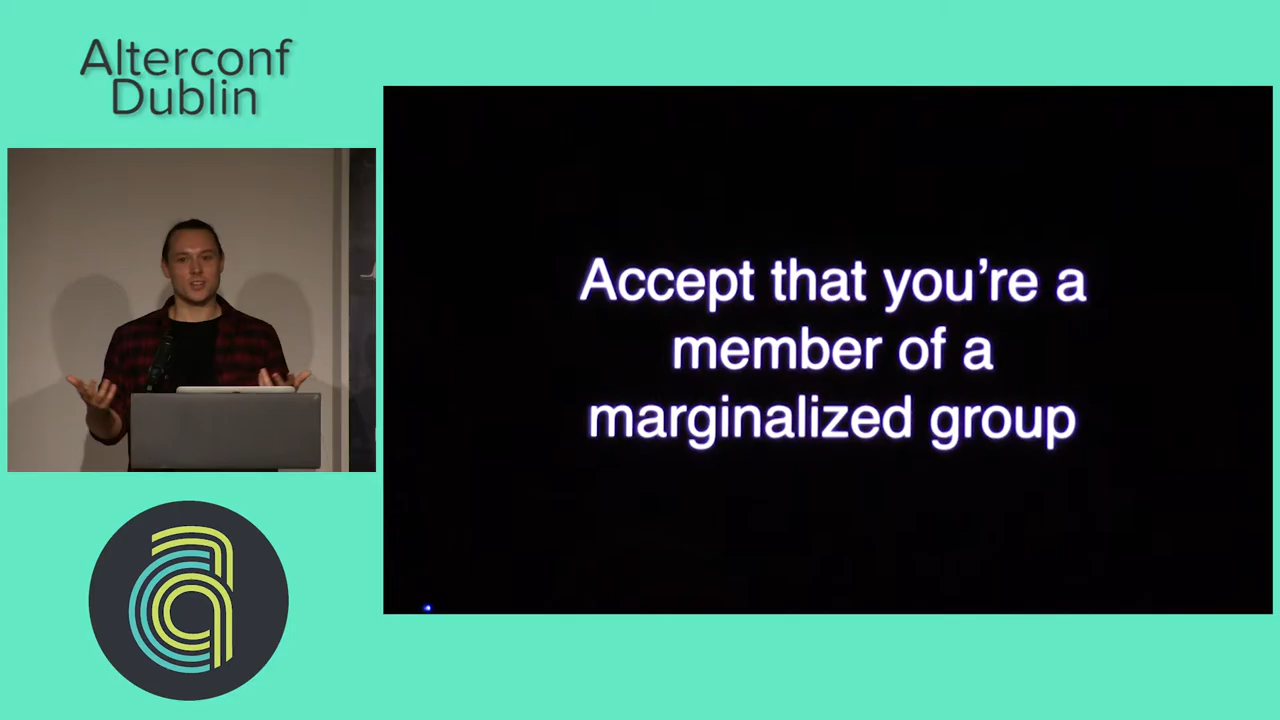 Alterconf
Dublin
Accept that you’re a
member of a
marginalized group